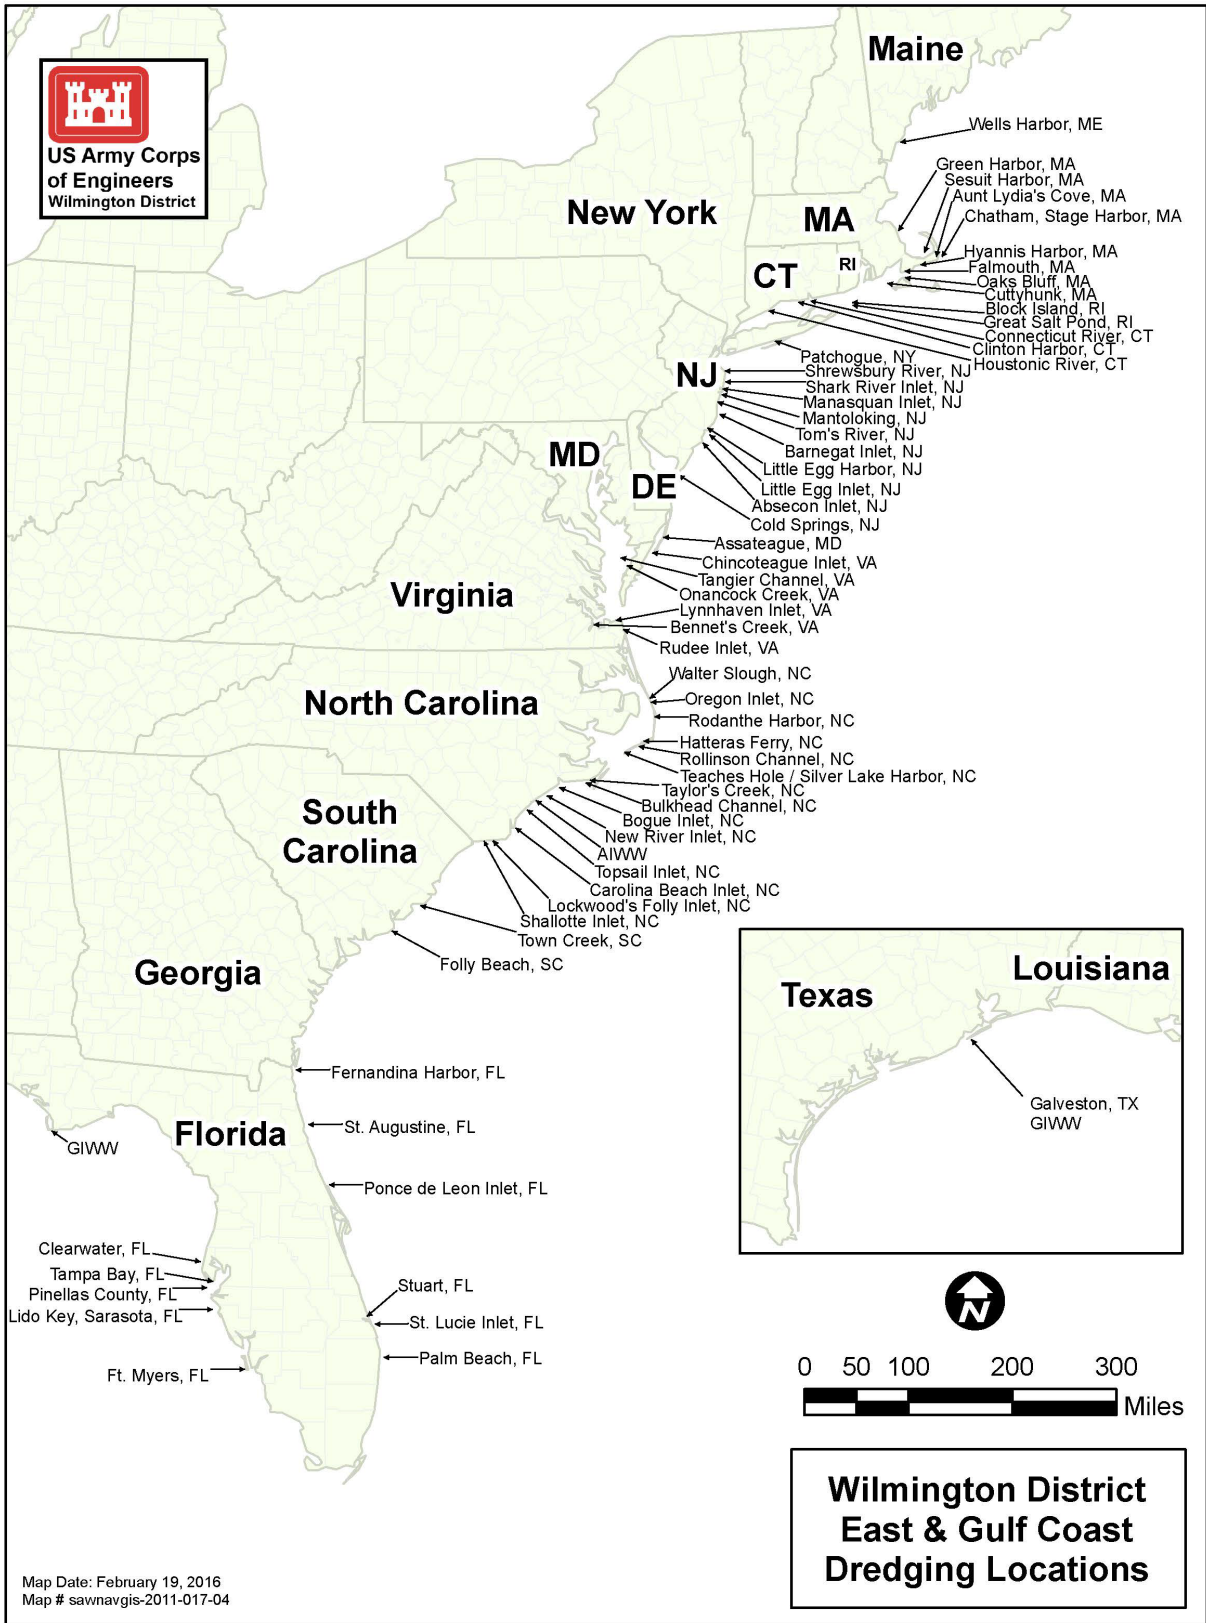 Maine
US Army Corps
of Engineers
Wilmington District
Wells Harbor, ME
Green Harbor, MA
Sesuit Harbor, MA
Aunt Lydia's Cove, MA
Chatham, Stage Harbor, MA
New York
MA
Hyannis Harbor, MA
RI
CT
Falmouth, MA
Oaks Bluff, MA
Cuttyhunk, MA
Block Island, RI
Great Salt Pond, RI
Connecticut River, CT
Clinton Harbor, CT
Houstonic River, CT
Patchogue, NY
Shrewsbury River, NJ
NJ
Shark River Inlet, NJ
Manasquan Inlet, NJ
Mantoloking, NJ
Tom's River, NJ
Barnegat Inlet, NJ
MD
Little Egg Harbor, NJ
DE
Little Egg Inlet, NJ
Absecon Inlet, NJ
Cold Springs, NJ
Assateague, MD
Chincoteague Inlet, VA
Tangier Channel, VA
Virginia
Onancock Creek, VA
Lynnhaven Inlet, VA
Bennet's Creek, VA
Rudee Inlet, VA
Walter Slough, NC
North Carolina
Oregon Inlet, NC
Rodanthe Harbor, NC
Hatteras Ferry, NC
Rollinson Channel, NC
Teaches Hole / Silver Lake Harbor, NC
Taylor's Creek, NC
Bulkhead Channel, NC
South
Carolina
Bogue Inlet, NC
New River Inlet, NC
AIWW
Topsail Inlet, NC
Carolina Beach Inlet, NC
Lockwood's Folly Inlet, NC
Shallotte Inlet, NC
Town Creek, SC
Folly Beach, SC
Georgia
Louisiana
Texas
Galveston, TX
GIWW
Fernandina Harbor, FL
Florida
St. Augustine, FL
GIWW
Ponce de Leon Inlet, FL
Clearwater, FL
Tampa Bay, FL
Pinellas County, FL
Lido Key, Sarasota, FL
Stuart, FL
St. Lucie Inlet, FL
Palm Beach, FL
Ft. Myers, FL
N
0 50 100 200 300
Miles
Wilmington District
East & Gulf Coast
Dredging Locations
Map Date: February 19, 2016
Map # sawnavgis-2011-017-04